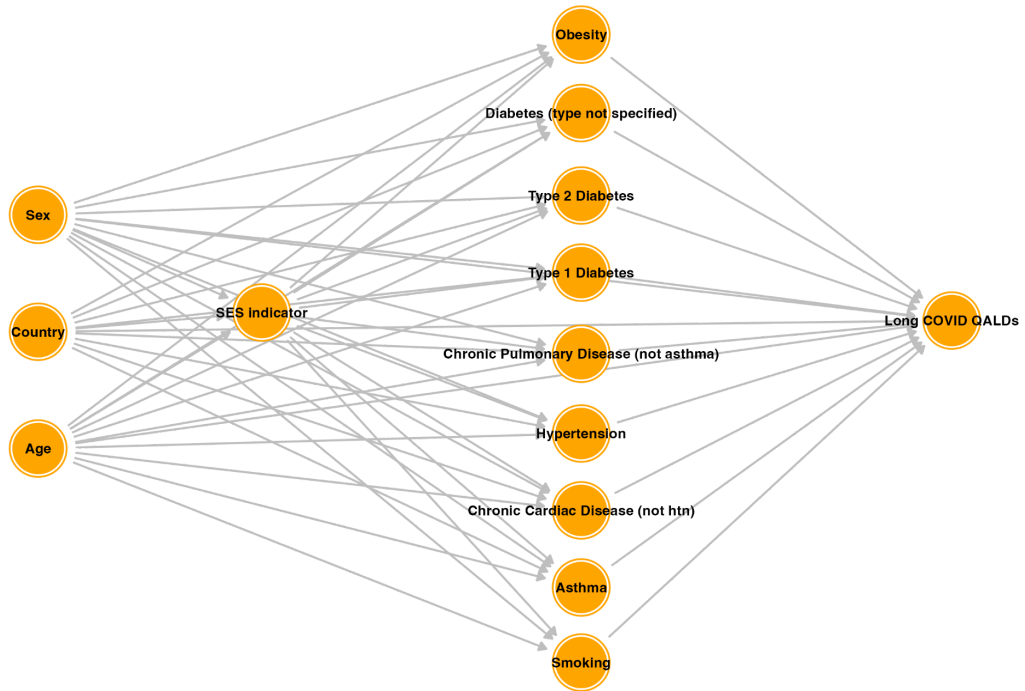 Obesity
Diabetes (type not specified)
Type 2 Diabetes
Sex
Type 1 Diabetes
SES indicator
Long COVID QALDs
Country
Chronic Pulmonary Disease (not asthma)
Hypertension
Age
Chronic Cardiac Disease (not htn)
Asthma
Smoking